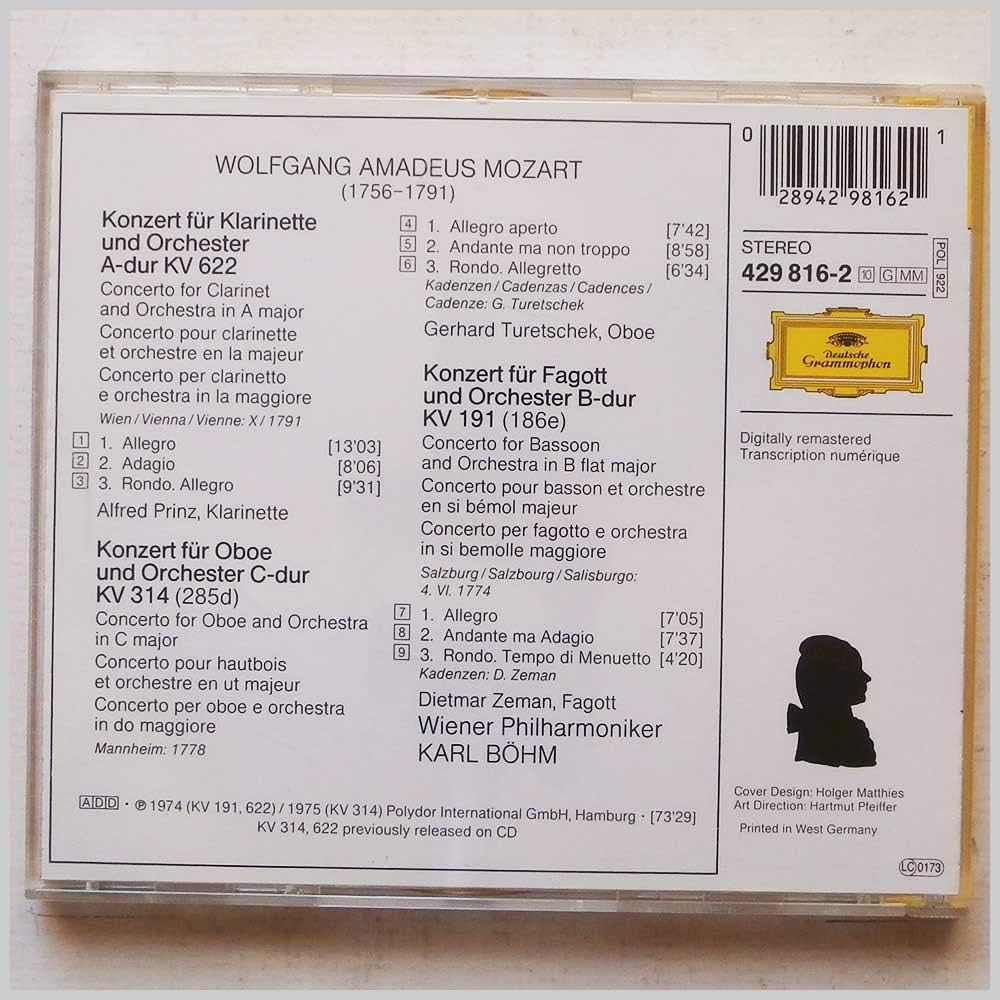 WOLFGANG AMADEUS MOZART
(1756–1791)
Konzert für Klarinette
und Orchester
A-dur KV 622
Concerto for Clarinet
and Orchestra in A major
Concerto pour clarinette
et orchestre en la majeur
Concerto per clarinetto
e orchestra in la maggiore
Wien / Vienna / Vienne: X / 1791
1 1. Allegro [13'03]
2 2. Adagio [8'06]
3 3. Rondo. Allegro [9'31]
Alfred Prinz, Klarinette
Konzert für Oboe
und Orchester C-dur
KV 314 (285d)
Concerto for Oboe and Orchestra
in C major
Concerto pour hautbois
et orchestre en ut majeur
Concerto per oboe e orchestra
in do maggiore
Mannheim: 1778
4 1. Allegro aperto [7'42]
5 2. Andante ma non troppo [8'58]
6 3. Rondo. Allegretto [6'34]
Kadenzen / Cadenzas / Cadences /
Cadenze: G. Turetschek
Gerhard Turetschek, Oboe
Konzert für Fagott
und Orchester B-dur
KV 191 (186e)
Concerto for Bassoon
and Orchestra in B flat major
Concerto pour basson et orchestre
en si bémol majeur
Concerto per fagotto e orchestra
in si bemolle maggiore
Salzburg / Salzbourg / Salisburgo:
4. VI. 1774
7 1. Allegro [7'05]
8 2. Andante ma Adagio [7'37]
9 3. Rondo. Tempo di Menuetto [4'20]
Kadenzen: D. Zeman
Dietmar Zeman, Fagott
Wiener Philharmoniker
KARL BÖHM
ADD · ℗ 1974 (KV 191, 622) / 1975 (KV 314) Polydor International GmbH, Hamburg · [73'29]
KV 314, 622 previously released on CD
0 28942 98162 1
STEREO
429 816-2 10 G MM
POL 922
Deutsche
Grammophon
Digitally remastered
Transcription numérique
Cover Design: Holger Matthies
Art Direction: Hartmut Pfeiffer
Printed in West Germany
LC 0173